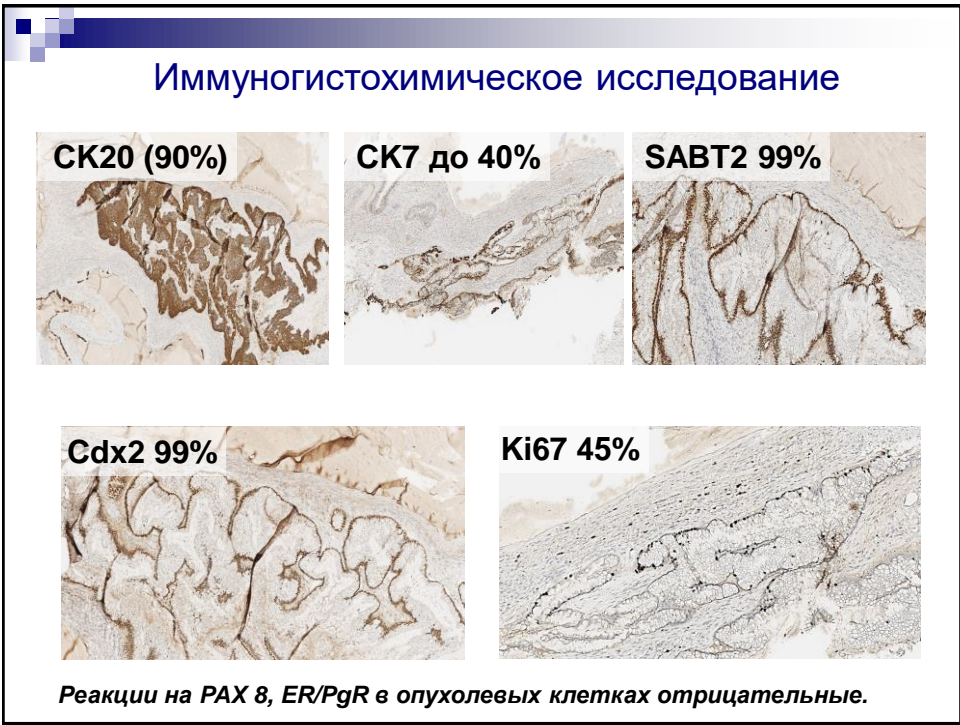 Иммуногистохимическое исследование
CK20 (90%)
CK7 до 40%
SABT2 99%
Cdx2 99%
Ki67 45%
Реакции на PAX 8, ER/PgR в опухолевых клетках отрицательные.